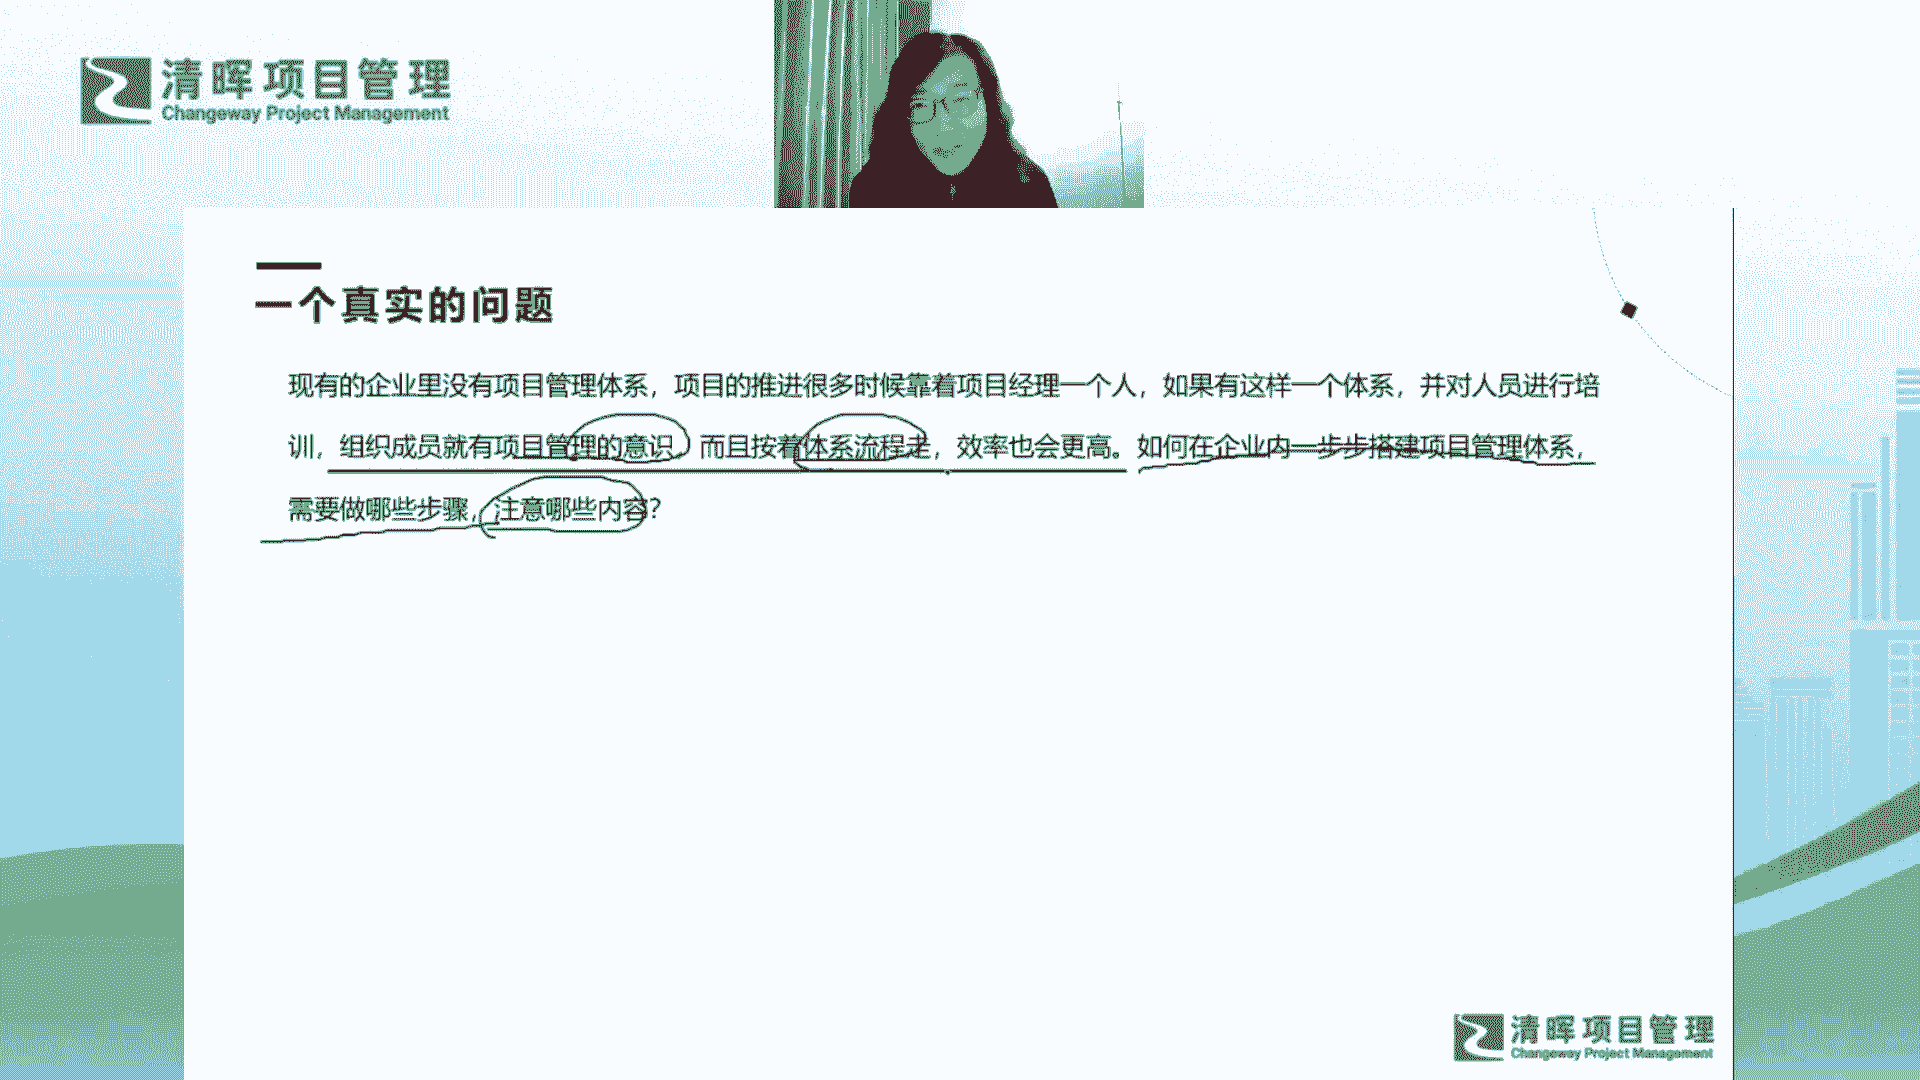 清晖项目管理
Changeway Project Management
一个真实的问题
现有的企业里没有项目管理体系，项目的推进很多时候靠着项目经理一个人，如果有这样一个体系，并对人员进行培
训，组织成员就有项目管理的意识，而且按着体系流程走，效率也会更高。如何在企业内一步步搭建项目管理体系，
需要做哪些步骤，注意哪些内容？
清晖项目管理
Changeway Project Management